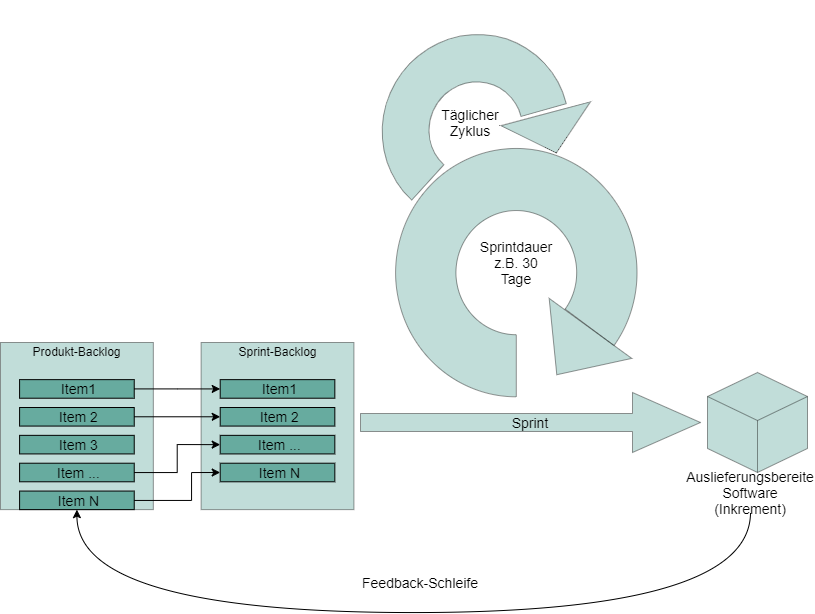 Täglicher
Zyklus
Sprintdauer
z.B. 30
Tage
Produkt-Backlog
Item1
Item 2
Item 3
Item ...
Item N
Sprint-Backlog
Item1
Item 2
Item ...
Item N
Sprint
Auslieferungsbereite
Software
(Inkrement)
Feedback-Schleife